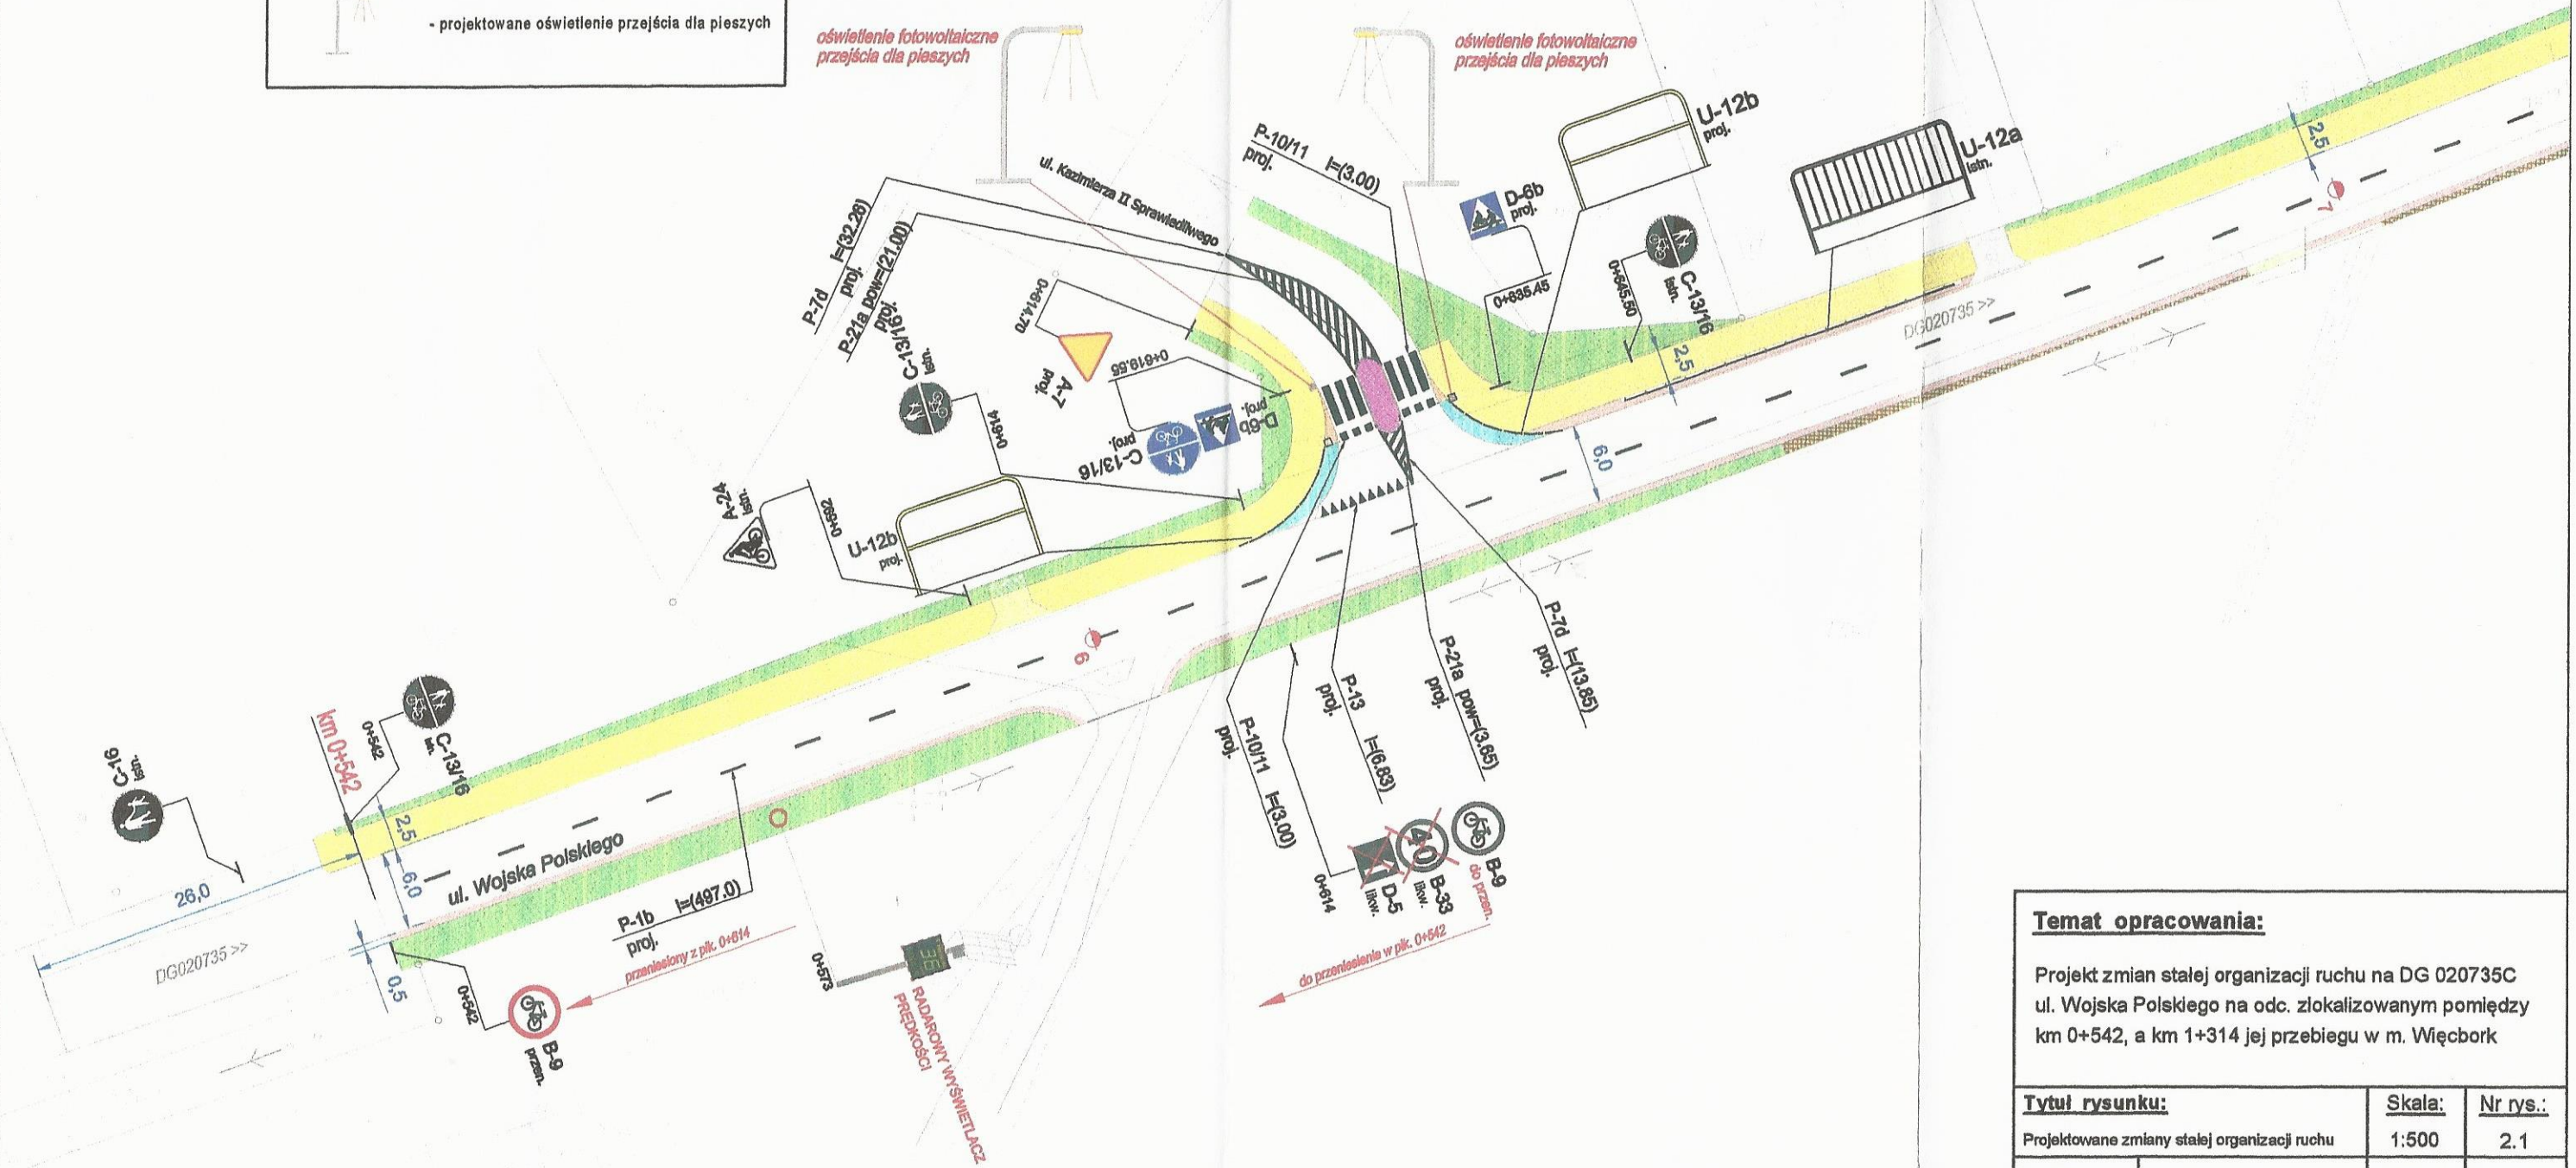 - projektowane oświetlenie przejścia dla pieszych
oświetlenie fotowoltaiczne
przejścia dla pieszych
oświetlenie fotowoltaiczne
przejścia dla pieszych
P-10/11 l=(3.00)
proj.
U-12b
proj.
U-12a
istn.
2,5
7
ul. Kazimierza II Sprawiedliwego
D-6b
proj.
0+635.45
C-13/16
istn.
0+645.50
2,5
DG020735 >>
P-7d l=(32.26)
proj.
P-21a pow=(21.00)
proj.
C-13/16
istn.
0+614
0+614.70
A-7
proj.
0+619.55
D-6b
proj.
C-13/16
proj.
A-24
istn.
0+592
U-12b
proj.
6,0
6
P-7d l=(13.85)
proj.
P-21a pow=(3.65)
proj.
P-13 l=(6.83)
proj.
P-10/11 l=(3.00)
proj.
km 0+542
0+542
C-13/16
istn.
C-16
istn.
2,5
6,0
26,0
0,5
DG020735 >>
ul. Wojska Polskiego
P-1b l=(497.0)
proj.
przeniesiony z pik. 0+614
0+542
B-9
przen.
0+573
36
RADAROWY WYŚWIETLACZ
PRĘDKOŚCI
0+614
D-5
likw.
40
B-33
likw.
B-9
do przen.
do przeniesienia w pik. 0+542
Temat opracowania:
Projekt zmian stałej organizacji ruchu na DG 020735C
ul. Wojska Polskiego na odc. zlokalizowanym pomiędzy
km 0+542, a km 1+314 jej przebiegu w m. Więcbork
Tytuł rysunku:
Skala:
Nr rys.:
Projektowane zmiany stałej organizacji ruchu
1:500
2.1